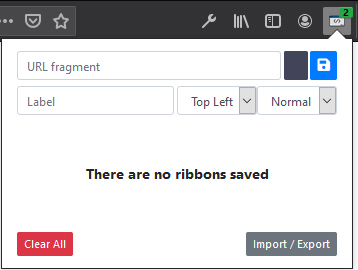 2
URL fragment
Label
Top Left
Normal
There are no ribbons saved
Clear All
Import / Export